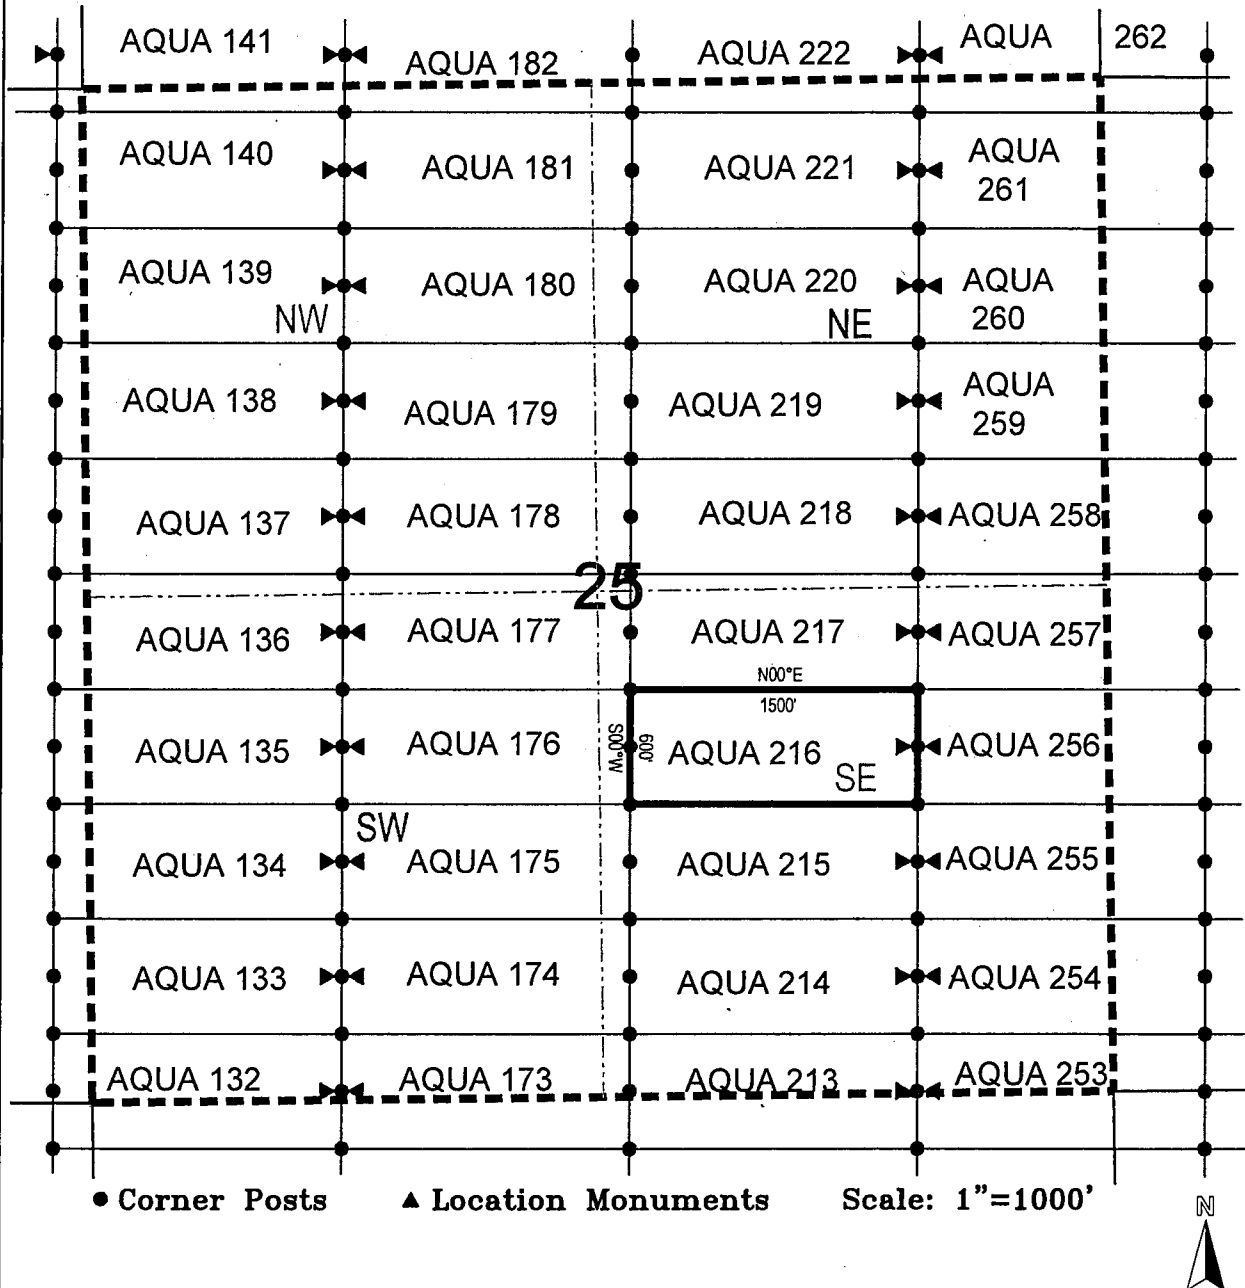 AQUA 141
AQUA 182
AQUA 222
AQUA 262
AQUA 140
AQUA 181
AQUA 221
AQUA
261
AQUA 139
AQUA 180
AQUA 220
AQUA
260
NW
NE
AQUA 138
AQUA 179
AQUA 219
AQUA
259
AQUA 137
AQUA 178
AQUA 218
AQUA 258
25
AQUA 136
AQUA 177
AQUA 217
AQUA 257
N00°E
1500'
S00°W
600'
AQUA 135
AQUA 176
AQUA 216
AQUA 256
SE
SW
AQUA 134
AQUA 175
AQUA 215
AQUA 255
AQUA 133
AQUA 174
AQUA 214
AQUA 254
AQUA 132
AQUA 173
AQUA 213
AQUA 253
Corner Posts
Location Monuments
Scale: 1"=1000'
N